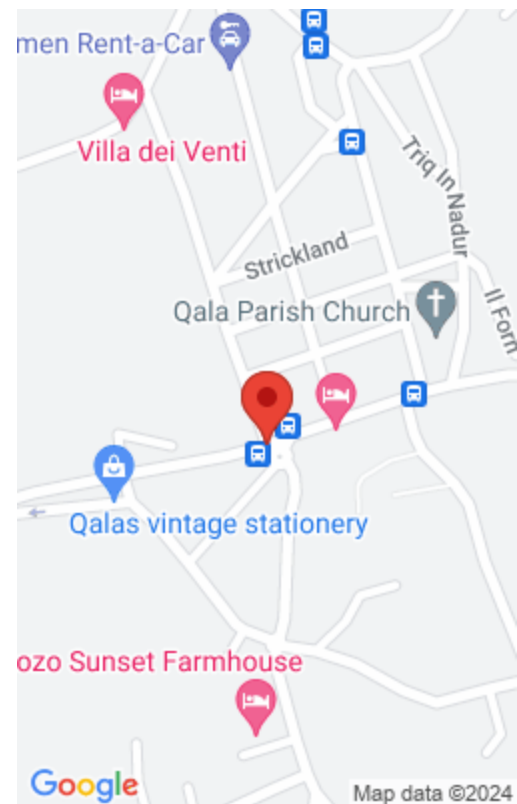 men Rent-a-Car
Villa dei Venti
Triq In Nadur
Strickland
Qala Parish Church
Il Forn
Qalas vintage stationery
ozo Sunset Farmhouse
Google
Map data ©2024